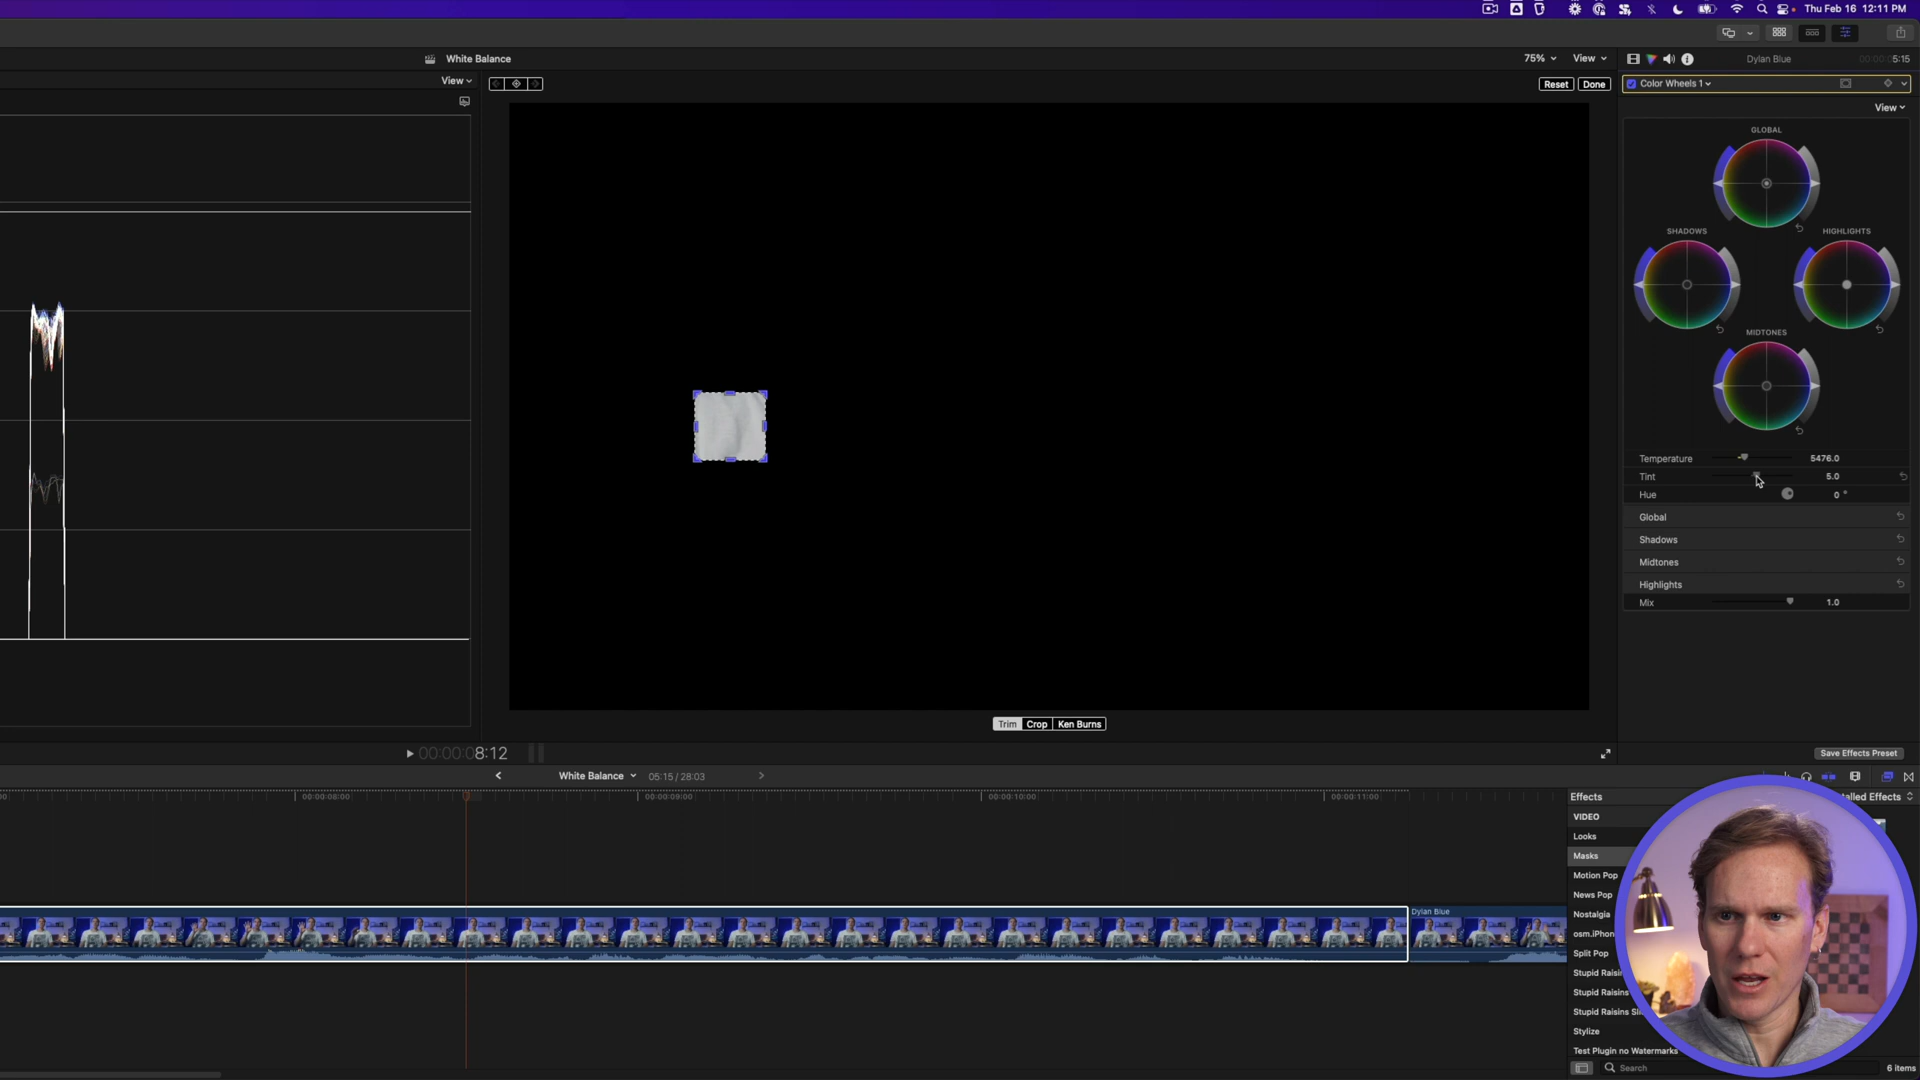 Thu Feb 16 12:11 PM
White Balance
75%
View
Dylan Blue
5:15
View
Reset
Done
Color Wheels 1
View
GLOBAL
SHADOWS
HIGHLIGHTS
MIDTONES
Temperature
5476.0
Tint
5.0
Hue
0 °
Global
Shadows
Midtones
Highlights
Mix
1.0
Trim
Crop
Ken Burns
00:00:08:12
Save Effects Preset
White Balance
05:15 / 28:03
00:00:08:00
00:00:09:00
00:00:10:00
00:00:11:00
Effects
talled Effects
VIDEO
Looks
Masks
Motion Pop
News Pop
Nostalgia
osm.iPhon
Split Pop
Stupid Raisin
Stupid Raisins
Stupid Raisins Sli
Stylize
Test Plugin no Watermarks
Dylan Blue
Search
6 items